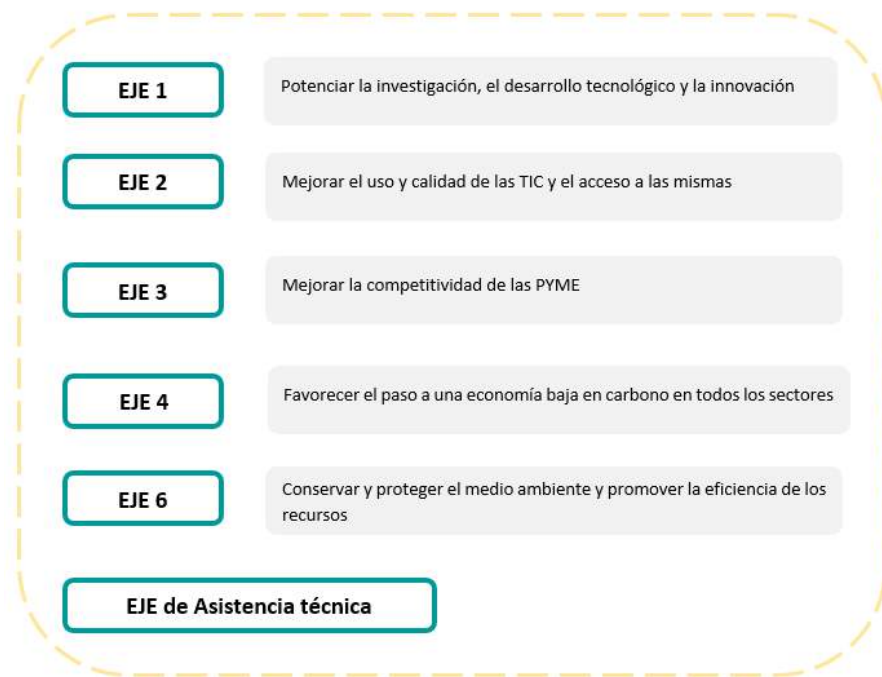 EJE 1
Potenciar la investigación, el desarrollo tecnológico y la innovación
EJE 2
Mejorar el uso y calidad de las TIC y el acceso a las mismas
EJE 3
Mejorar la competitividad de las PYME
EJE 4
Favorecer el paso a una economía baja en carbono en todos los sectores
EJE 6
Conservar y proteger el medio ambiente y promover la eficiencia de los
recursos
EJE de Asistencia técnica